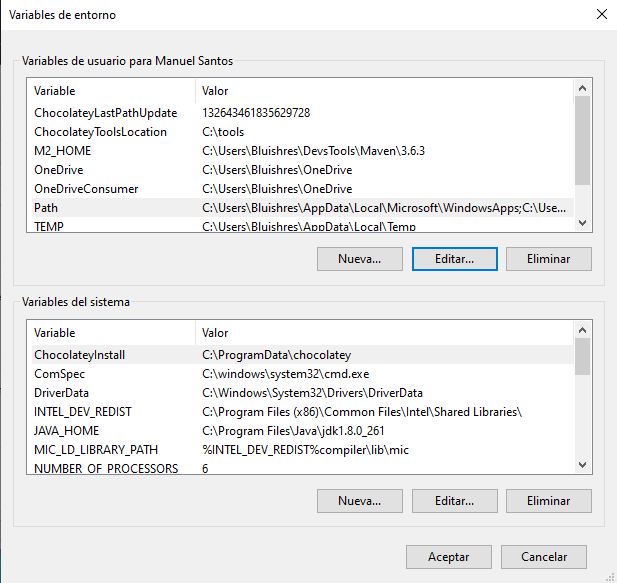 Variables de entorno
Variables de usuario para Manuel Santos
Variable Valor
ChocolateyLastPathUpdate 132643461835629728
ChocolateyToolsLocation C:\tools
M2_HOME C:\Users\Bluishres\DevsTools\Maven\3.6.3
OneDrive C:\Users\Bluishres\OneDrive
OneDriveConsumer C:\Users\Bluishres\OneDrive
Path C:\Users\Bluishres\AppData\Local\Microsoft\WindowsApps;C:\Use...
TEMP C:\Users\Bluishres\AppData\Local\Temp
Nueva... Editar... Eliminar
Variables del sistema
Variable Valor
ChocolateyInstall C:\ProgramData\chocolatey
ComSpec C:\windows\system32\cmd.exe
DriverData C:\Windows\System32\Drivers\DriverData
INTEL_DEV_REDIST C:\Program Files (x86)\Common Files\Intel\Shared Libraries\
JAVA_HOME C:\Program Files\Java\jdk1.8.0_261
MIC_LD_LIBRARY_PATH %INTEL_DEV_REDIST%compiler\lib\mic
NUMBER_OF_PROCESSORS 6
Nueva... Editar... Eliminar
Aceptar Cancelar